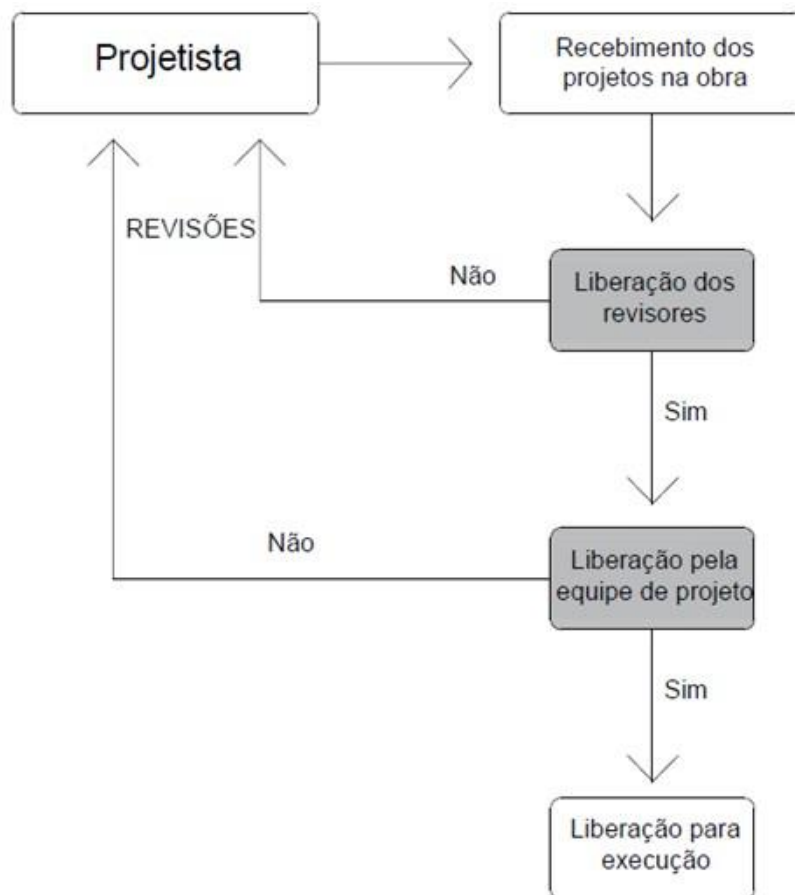 Projetista
Recebimento dos
projetos na obra
REVISÕES
Não
Liberação dos
revisores
Sim
Não
Liberação pela
equipe de projeto
Sim
Liberação para
execução